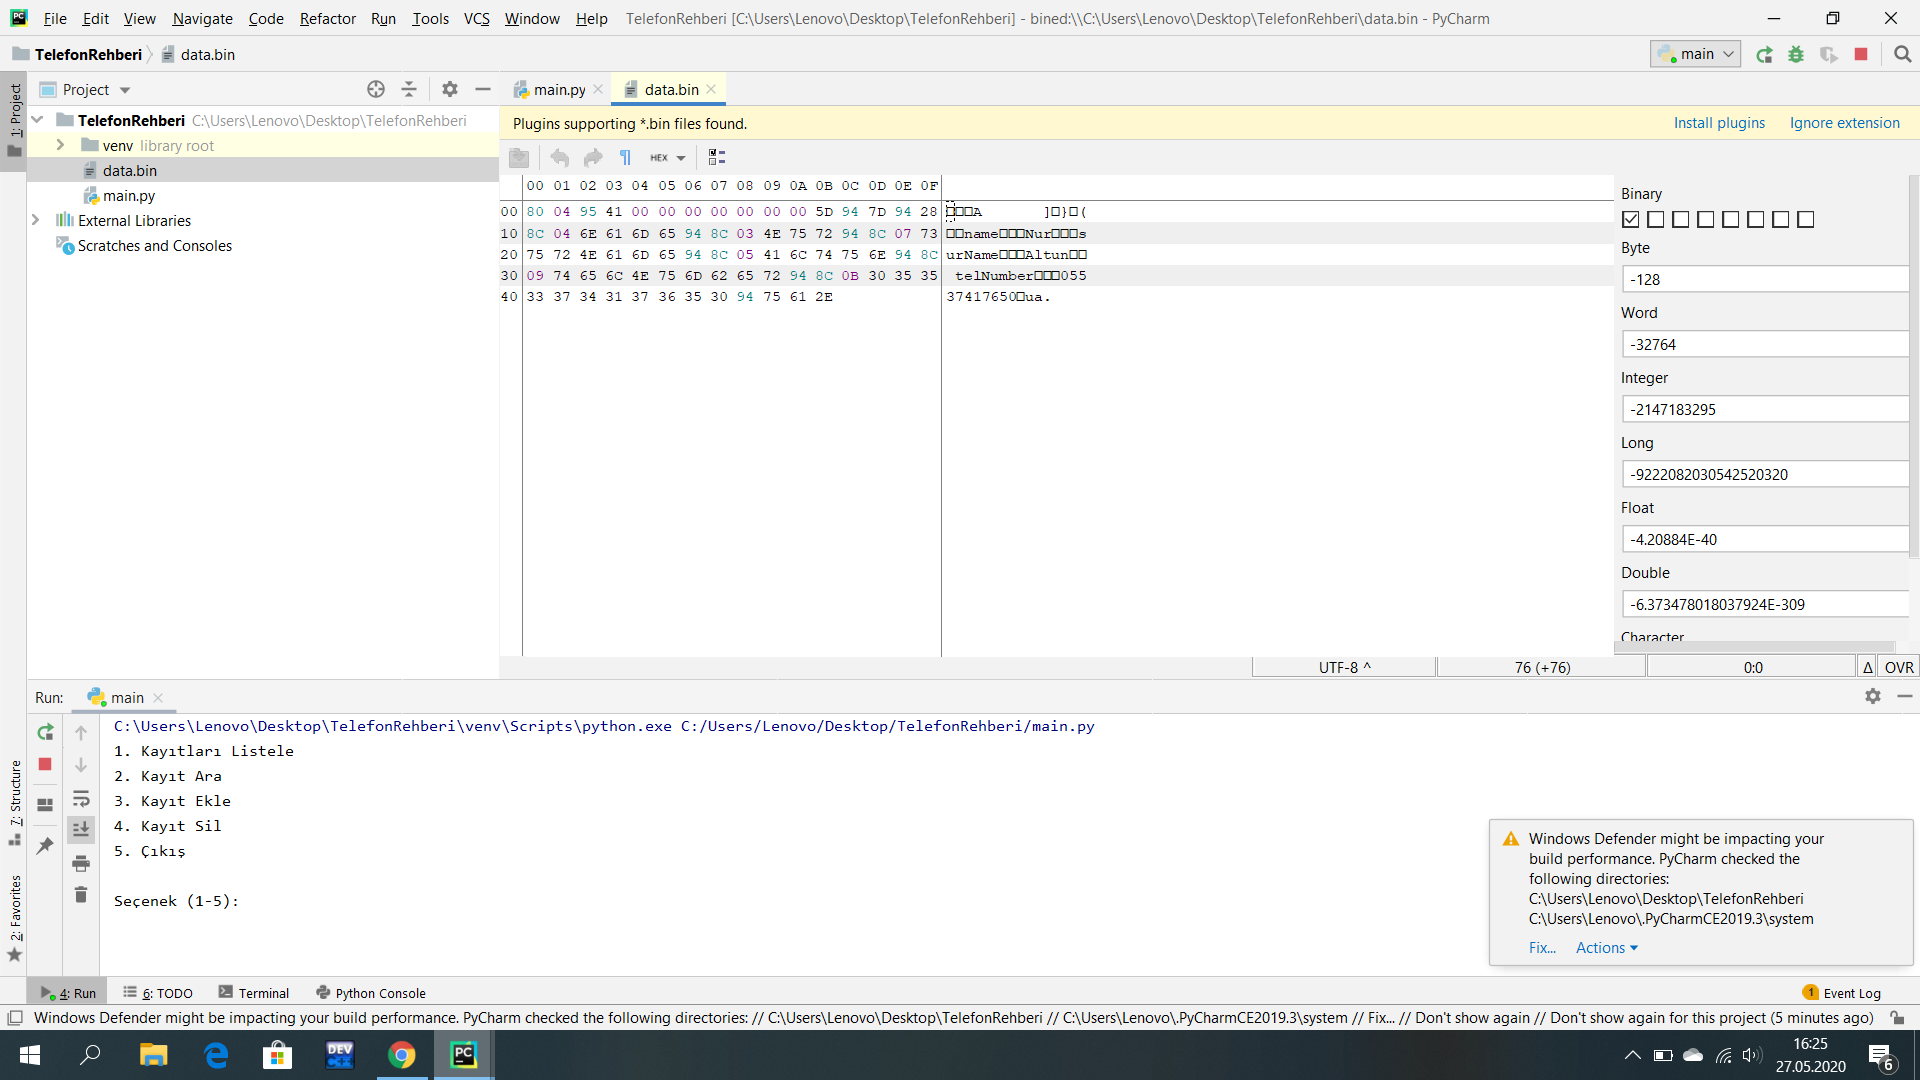 File Edit View Navigate Code Refactor Run Tools VCS Window Help TelefonRehberi [C:\Users\Lenovo\Desktop\TelefonRehberi] - bined:\\C:\Users\Lenovo\Desktop\TelefonRehberi\data.bin - PyCharm
TelefonRehberi data.bin main
Project main.py data.bin
1: Project
TelefonRehberi C:\Users\Lenovo\Desktop\TelefonRehberi
venv library root
data.bin
main.py
External Libraries
Scratches and Consoles
Plugins supporting *.bin files found. Install plugins Ignore extension
HEX
00 01 02 03 04 05 06 07 08 09 0A 0B 0C 0D 0E 0F
00 80 04 95 41 00 00 00 00 00 00 00 5D 94 7D 94 28 □□□A ]□}□(
10 8C 04 6E 61 6D 65 94 8C 03 4E 75 72 94 8C 07 73 □□name□□□Nur□□□s
20 75 72 4E 61 6D 65 94 8C 05 41 6C 74 75 6E 94 8C urName□□□Altun□□
30 09 74 65 6C 4E 75 6D 62 65 72 94 8C 0B 30 35 35 telNumber□□□055
40 33 37 34 31 37 36 35 30 94 75 61 2E 37417650□ua.
Binary
Byte
-128
Word
-32764
Integer
-2147183295
Long
-9222082030542520320
Float
-4.20884E-40
Double
-6.373478018037924E-309
Character
UTF-8 ^ 76 (+76) 0:0 Δ OVR
Run: main
C:\Users\Lenovo\Desktop\TelefonRehberi\venv\Scripts\python.exe C:/Users/Lenovo/Desktop/TelefonRehberi/main.py
1. Kayıtları Listele
2. Kayıt Ara
3. Kayıt Ekle
4. Kayıt Sil
5. Çıkış
Seçenek (1-5):
7: Structure
2: Favorites
Windows Defender might be impacting your
build performance. PyCharm checked the
following directories:
C:\Users\Lenovo\Desktop\TelefonRehberi
C:\Users\Lenovo\.PyCharmCE2019.3\system
Fix... Actions
4: Run 6: TODO Terminal Python Console 1 Event Log
Windows Defender might be impacting your build performance. PyCharm checked the following directories: // C:\Users\Lenovo\Desktop\TelefonRehberi // C:\Users\Lenovo\.PyCharmCE2019.3\system // Fix... // Don't show again // Don't show again for this project (5 minutes ago)
DEV C++ PC 16:25
27.05.2020 6